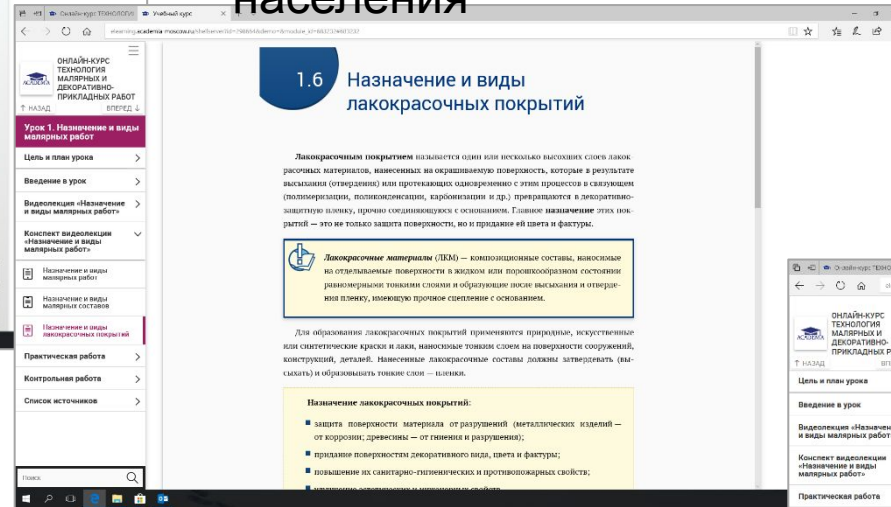 населения
Онлайн-курс ТЕХНОЛОГИ
Учебный курс
ОНЛАЙН-КУРС
ТЕХНОЛОГИЯ
МАЛЯРНЫХ И
ДЕКОРАТИВНО-
ПРИКЛАДНЫХ РАБОТ
ACADEMIA
↑ НАЗАД ВПЕРЕД ↓
Урок 1. Назначение и виды
малярных работ
Цель и план урока
Введение в урок
Видеолекция «Назначение
и виды малярных работ»
Конспект видеолекции
«Назначение и виды
малярных работ»
Назначение и виды
малярных работ
Назначение и виды
малярных составов
Назначение и виды
лакокрасочных покрытий
Практическая работа
Контрольная работа
Список источников
Поиск
1.6 Назначение и виды
лакокрасочных покрытий
Лакокрасочным покрытием называется один или несколько высохших слоев лакок-
расочных материалов, нанесенных на окрашиваемую поверхность, которые в результате
высыхания (отвердения) или протекающих одновременно с этим процессов в связующем
(полимеризации, поликонденсации, карбонизации и др.) превращаются в декоративно-
защитную пленку, прочно соединяющуюся с основанием. Главное назначение этих пок-
рытий — это не только защита поверхности, но и придание ей цвета и фактуры.
Лакокрасочные материалы (ЛКМ) — композиционные составы, наносимые
на отделываемые поверхности в жидком или порошкообразном состоянии
равномерными тонкими слоями и образующие после высыхания и отверде-
ния пленку, имеющую прочное сцепление с основанием.
Для образования лакокрасочных покрытий применяются природные, искусственные
или синтетические краски и лаки, наносимые тонким слоем на поверхности сооружений,
конструкций, деталей. Нанесенные лакокрасочные составы должны затвердевать (вы-
сыхать) и образовывать тонкие слои — пленки.
Назначение лакокрасочных покрытий:
защита поверхности материала от разрушений (металлических изделий —
от коррозии; древесины — от гниения и разрушения);
придание поверхностям декоративного вида, цвета и фактуры;
повышение их санитарно-гигиенических и противопожарных свойств;
ОНЛАЙН-КУРС
ТЕХНОЛОГИЯ
МАЛЯРНЫХ И
ДЕКОРАТИВНО-
ПРИКЛАДНЫХ Р
ACADEMIA
↑ НАЗАД
Цель и план урока
Введение в урок
Видеолекция «Назначен
и виды малярных работ
Конспект видеолекции
«Назначение и виды
малярных работ»
Практическая работа